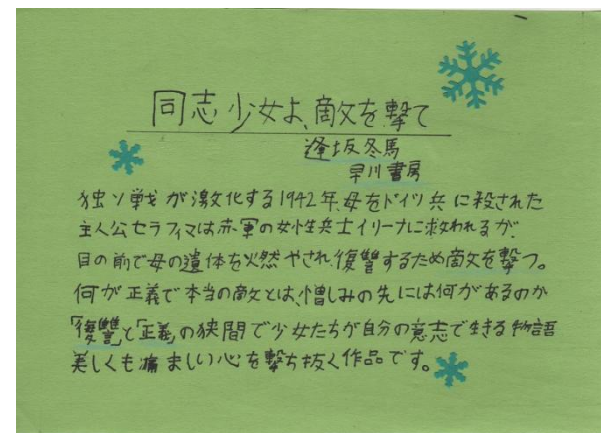 同志少女よ、敵を撃て
逢坂冬馬
早川書房
独ソ戦が激化する1942年、母をドイツ兵に殺された
主人公セラフィマは赤軍の女性兵士イリーナに救われるが、
目の前で母の遺体を燃やされ、復讐するため敵を撃つ。
何が正義で本当の敵とは、憎しみの先には何があるのか
「復讐」と「正義」の狭間で少女たちが自分の意志で生きる物語
美しくも痛ましい心を撃ち抜く作品です。